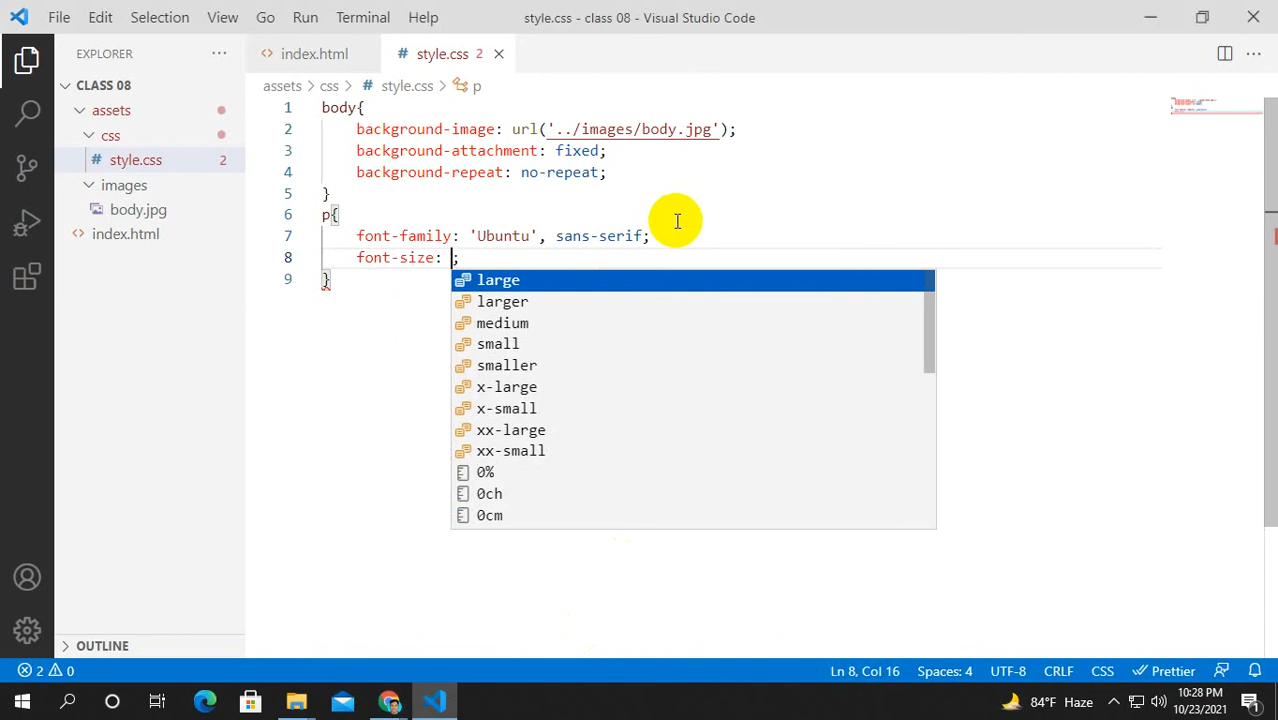 File Edit Selection View Go Run Terminal Help style.css - class 08 - Visual Studio Code
EXPLORER ···
index.html
# style.css 2
CLASS 08
assets > css > # style.css > p
assets
css
# style.css 2
images
body.jpg
index.html
1 body{
2 background-image: url('../images/body.jpg');
3 background-attachment: fixed;
4 background-repeat: no-repeat;
5 }
6 p{
7 font-family: 'Ubuntu', sans-serif;
8 font-size: ;
9 }
large
larger
medium
small
smaller
x-large
x-small
xx-large
xx-small
0%
0ch
0cm
OUTLINE
2 0 Ln 8, Col 16 Spaces: 4 UTF-8 CRLF CSS Prettier
84°F Haze
10:28 PM
10/23/2021
1